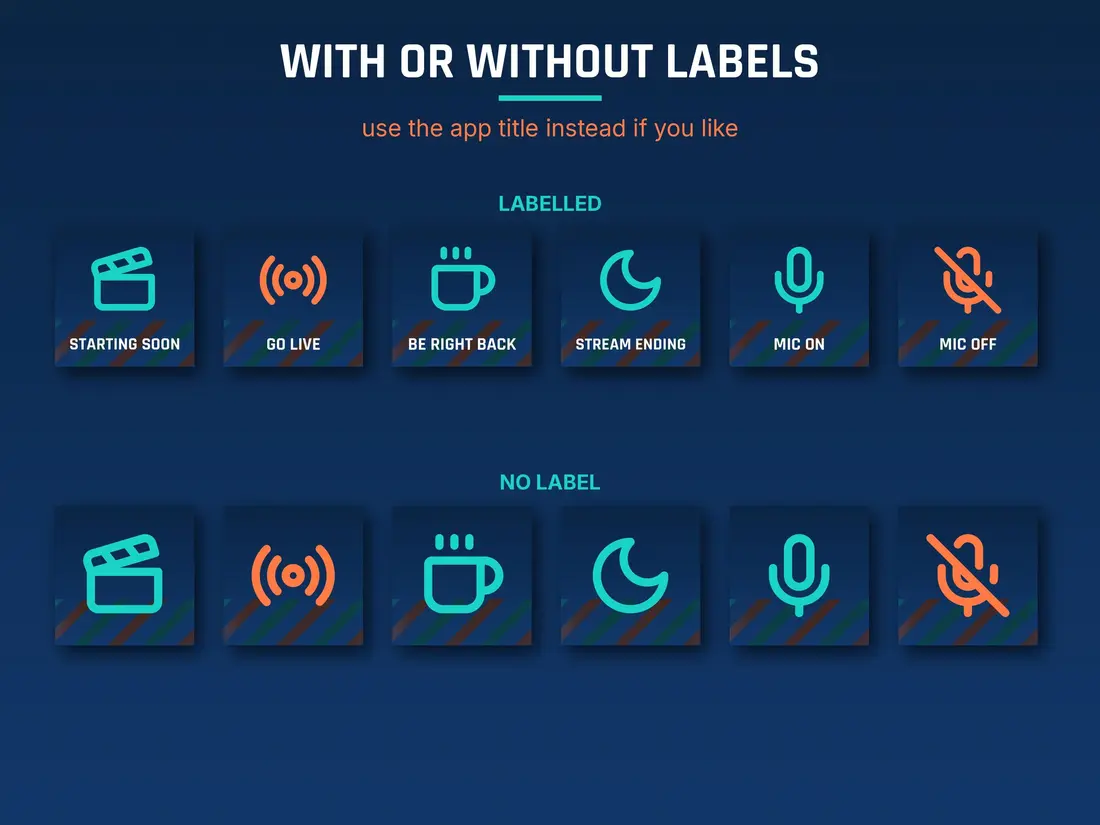 WITH OR WITHOUT LABELS
use the app title instead if you like
LABELLED
STARTING SOON
GO LIVE
BE RIGHT BACK
STREAM ENDING
MIC ON
MIC OFF
NO LABEL